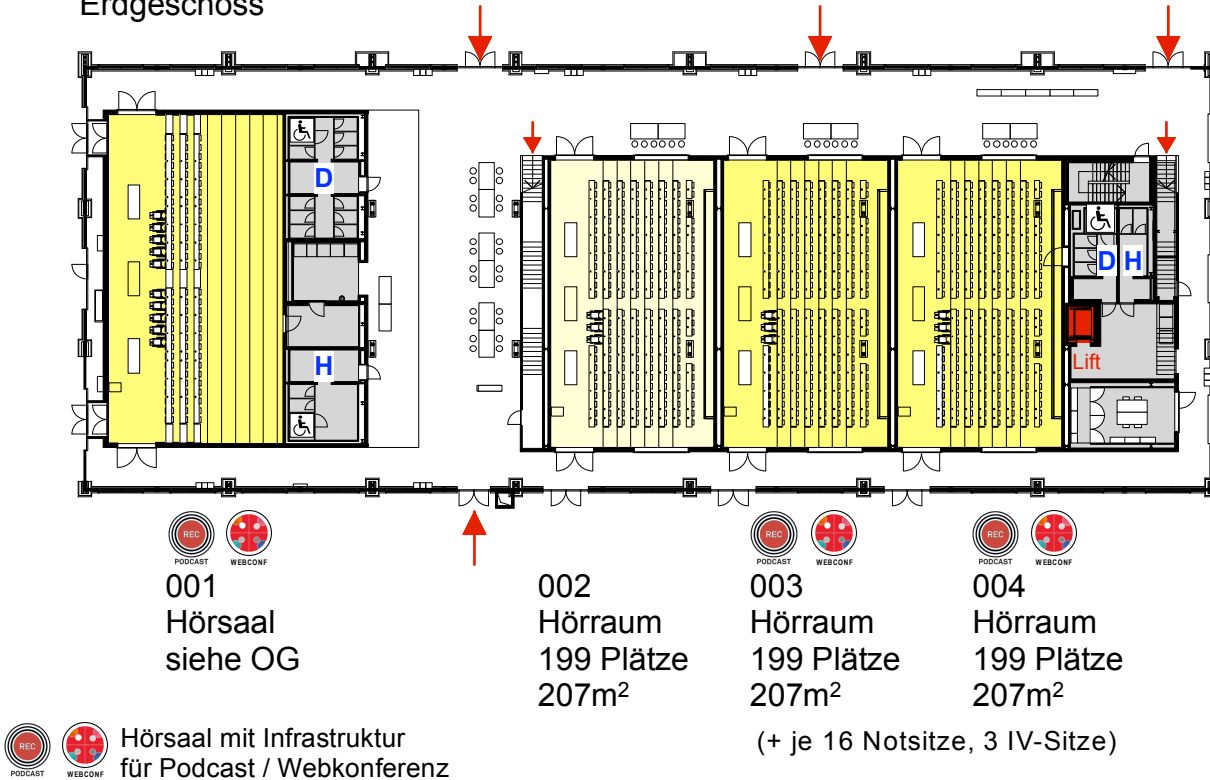 Erdgeschoss
D
D H
H
Lift
REC
PODCAST
WEBCONF
REC
PODCAST
WEBCONF
REC
PODCAST
WEBCONF
001
Hörsaal
siehe OG
002
Hörraum
199 Plätze
207m²
003
Hörraum
199 Plätze
207m²
004
Hörraum
199 Plätze
207m²
(+ je 16 Notsitze, 3 IV-Sitze)
REC
PODCAST
WEBCONF
Hörsaal mit Infrastruktur
für Podcast / Webkonferenz